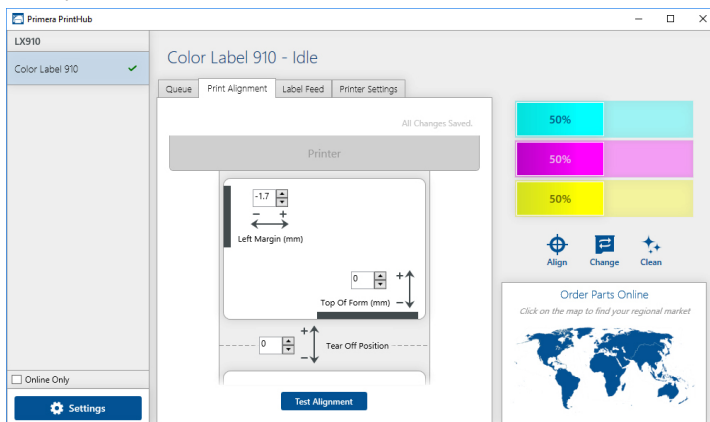 Primera PrintHub
LX910
Color Label 910
Color Label 910 - Idle
Queue Print Alignment Label Feed Printer Settings
All Changes Saved.
Printer
-1.7
- +
Left Margin (mm)
0
+
Top Of Form (mm) -
+
0
Tear Off Position
-
Test Alignment
50%
50%
50%
Align Change Clean
Order Parts Online
Click on the map to find your regional market
Online Only
Settings